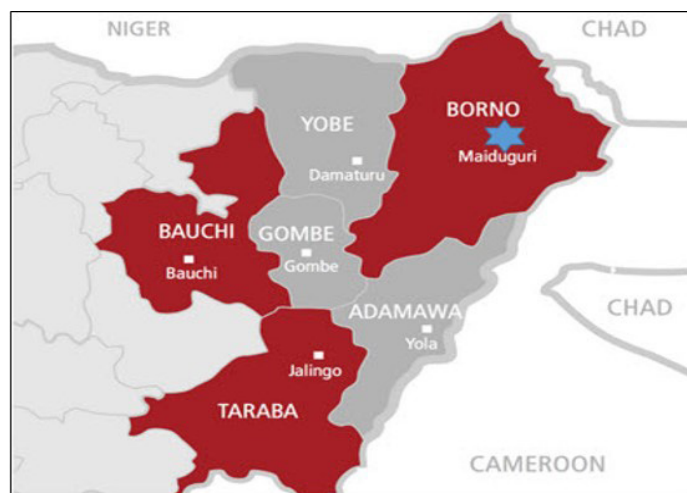 NIGER
CHAD
BORNO
YOBE
Maiduguri
Damaturu
BAUCHI
GOMBE
Bauchi
Gombe
ADAMAWA
CHAD
Yola
Jalingo
TARABA
CAMEROON